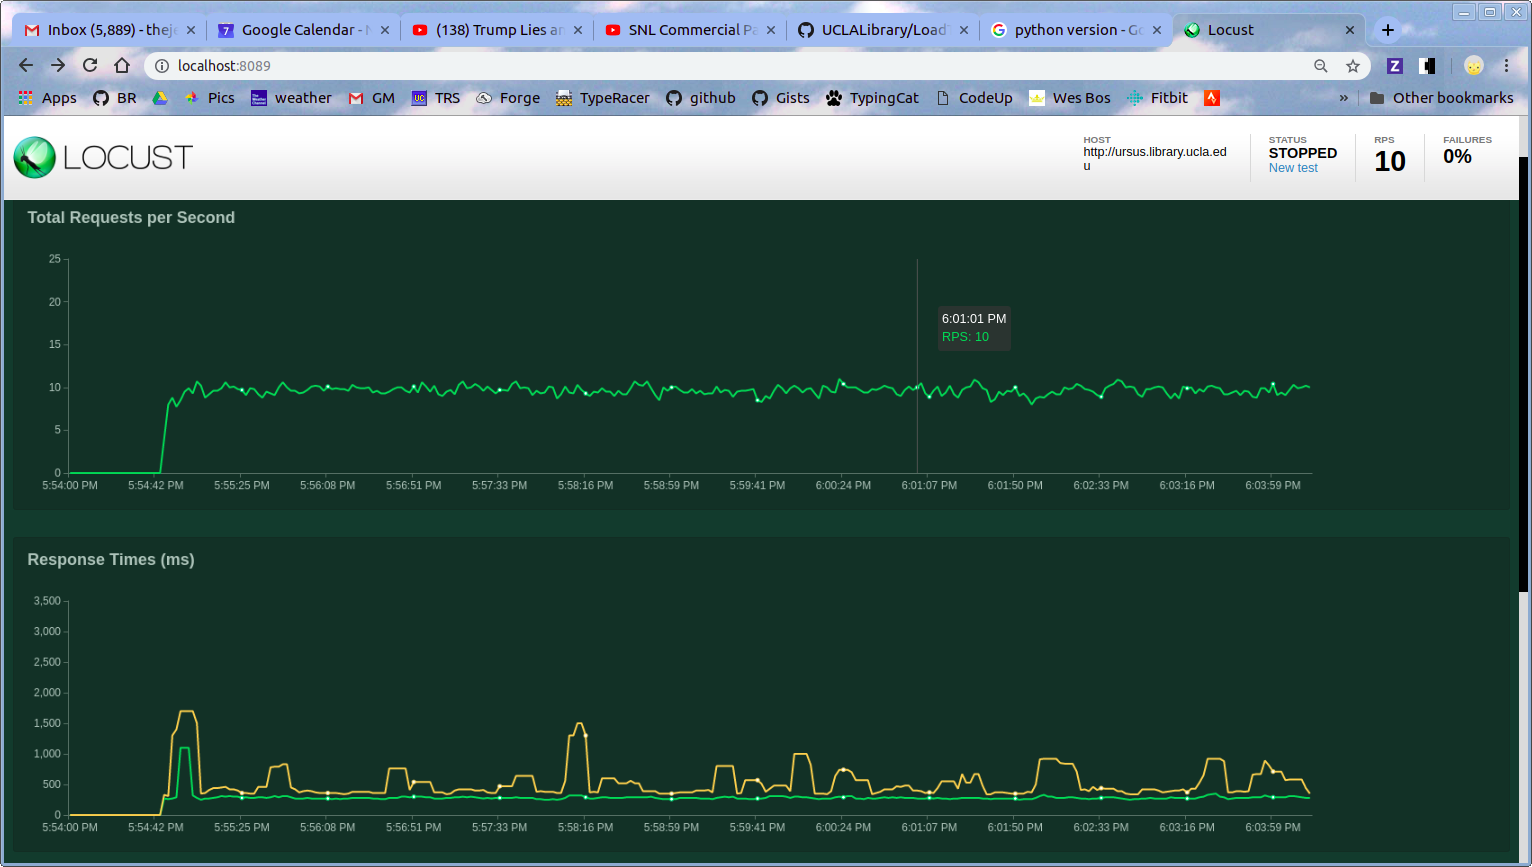 Inbox (5,889) - theje
Google Calendar - N
(138) Trump Lies an
SNL Commercial Pa
UCLALibrary/Load
python version - Go
Locust
localhost:8089
Apps
BR
Pics
weather
GM
UC
TRS
Forge
TypeRacer
github
Gists
TypingCat
CodeUp
Wes Bos
Fitbit
»
Other bookmarks
LOCUST
HOST
http://ursus.library.ucla.ed
u
STATUS
STOPPED
New test
RPS
10
FAILURES
0%
Total Requests per Second
25
20
15
10
5
0
6:01:01 PM
RPS: 10
5:54:00 PM 5:54:42 PM 5:55:25 PM 5:56:08 PM 5:56:51 PM 5:57:33 PM 5:58:16 PM 5:58:59 PM 5:59:41 PM 6:00:24 PM 6:01:07 PM 6:01:50 PM 6:02:33 PM 6:03:16 PM 6:03:59 PM
Response Times (ms)
3,500
3,000
2,500
2,000
1,500
1,000
500
0
5:54:00 PM 5:54:42 PM 5:55:25 PM 5:56:08 PM 5:56:51 PM 5:57:33 PM 5:58:16 PM 5:58:59 PM 5:59:41 PM 6:00:24 PM 6:01:07 PM 6:01:50 PM 6:02:33 PM 6:03:16 PM 6:03:59 PM